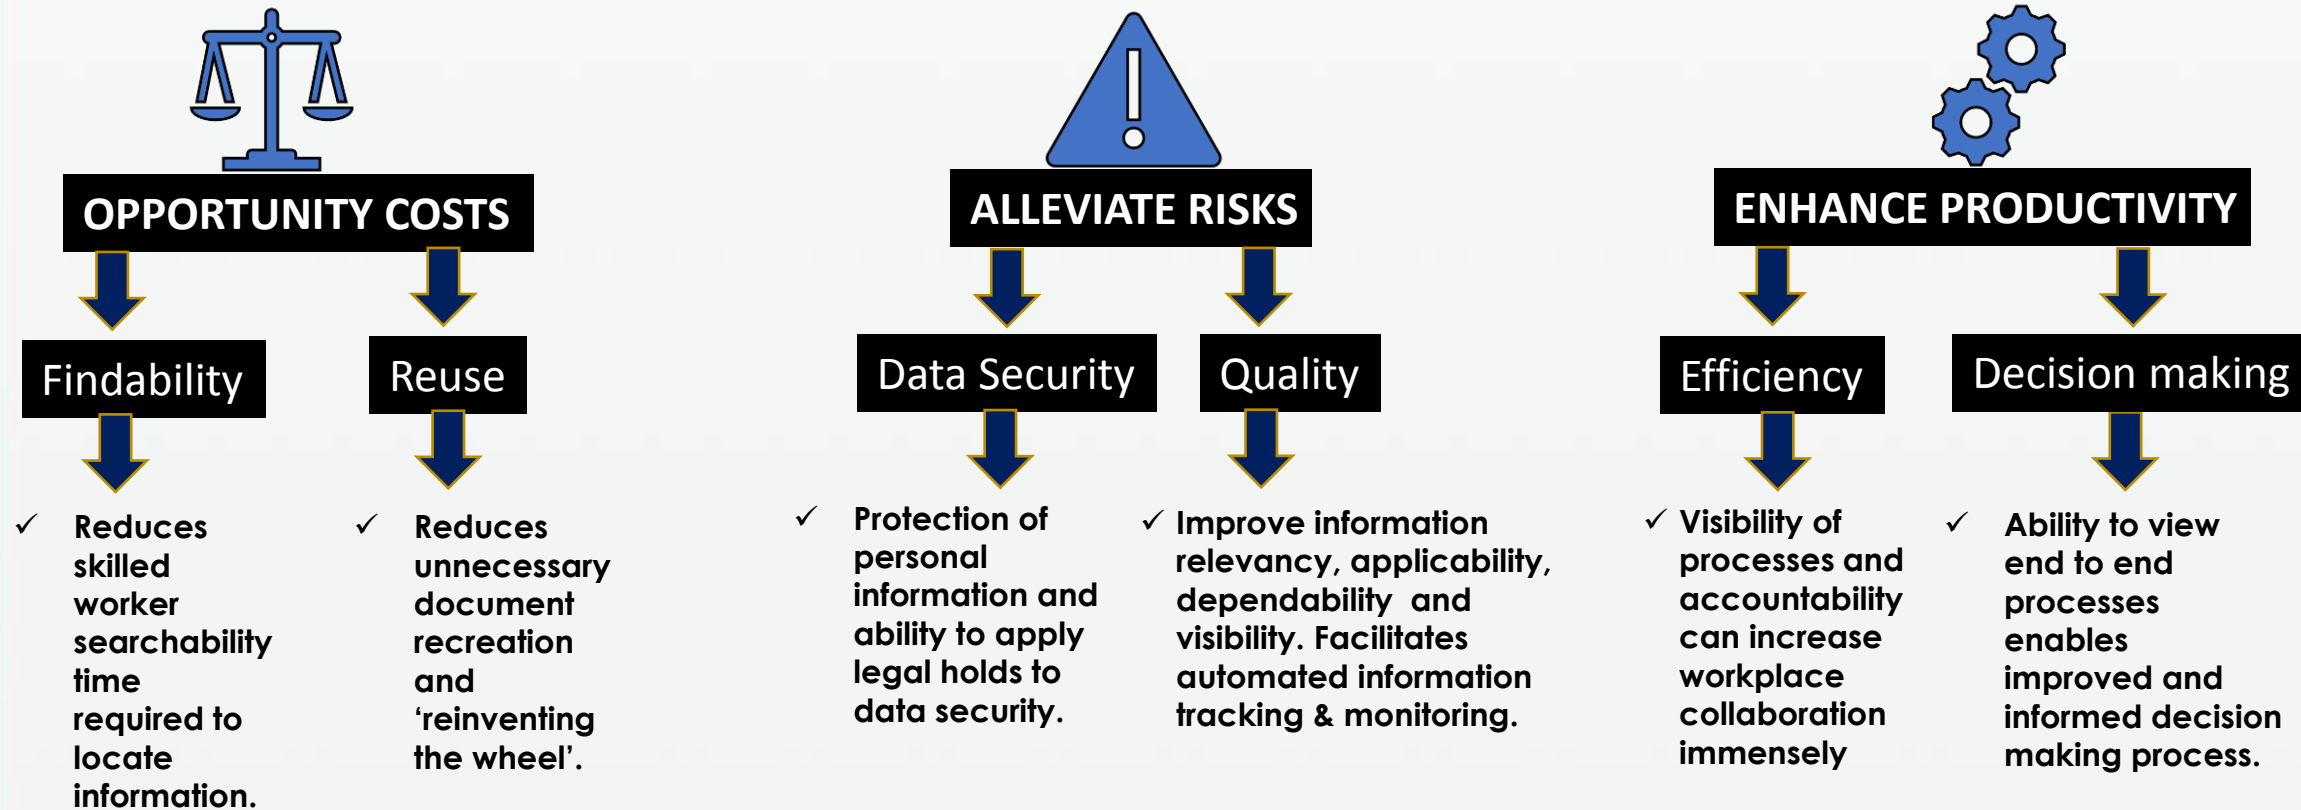 OPPORTUNITY COSTS
Findability
✓ Reduces
skilled
worker
searchability
time
required to
locate
information.
Reuse
✓ Reduces
unnecessary
document
recreation
and
‘reinventing
the wheel’.
ALLEVIATE RISKS
Data Security
✓ Protection of
personal
information and
ability to apply
legal holds to
data security.
Quality
✓ Improve information
relevancy, applicability,
dependability and
visibility. Facilitates
automated information
tracking & monitoring.
ENHANCE PRODUCTIVITY
Efficiency
✓ Visibility of
processes and
accountability
can increase
workplace
collaboration
immensely
Decision making
✓ Ability to view
end to end
processes
enables
improved and
informed decision
making process.